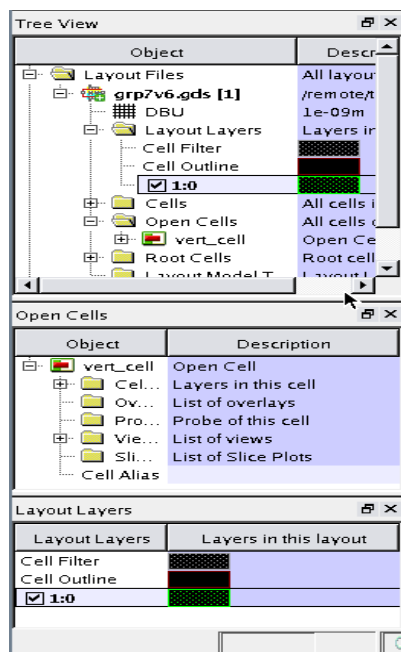 Tree View
Object Descr
Layout Files All layout
grp7v6.gds [1] /remote/t
DBU 1e-09m
Layout Layers Layers in
Cell Filter
Cell Outline
1:0
Cells All cells i
Open Cells All cells
vert_cell Open Ce
Root Cells Root cell
Layout Model T
Open Cells
Object Description
vert_cell Open Cell
Cel... Layers in this cell
Ov... List of overlays
Pro... Probe of this cell
Vie... List of views
Sli... List of Slice Plots
Cell Alias
Layout Layers
Layout Layers Layers in this layout
Cell Filter
Cell Outline
1:0